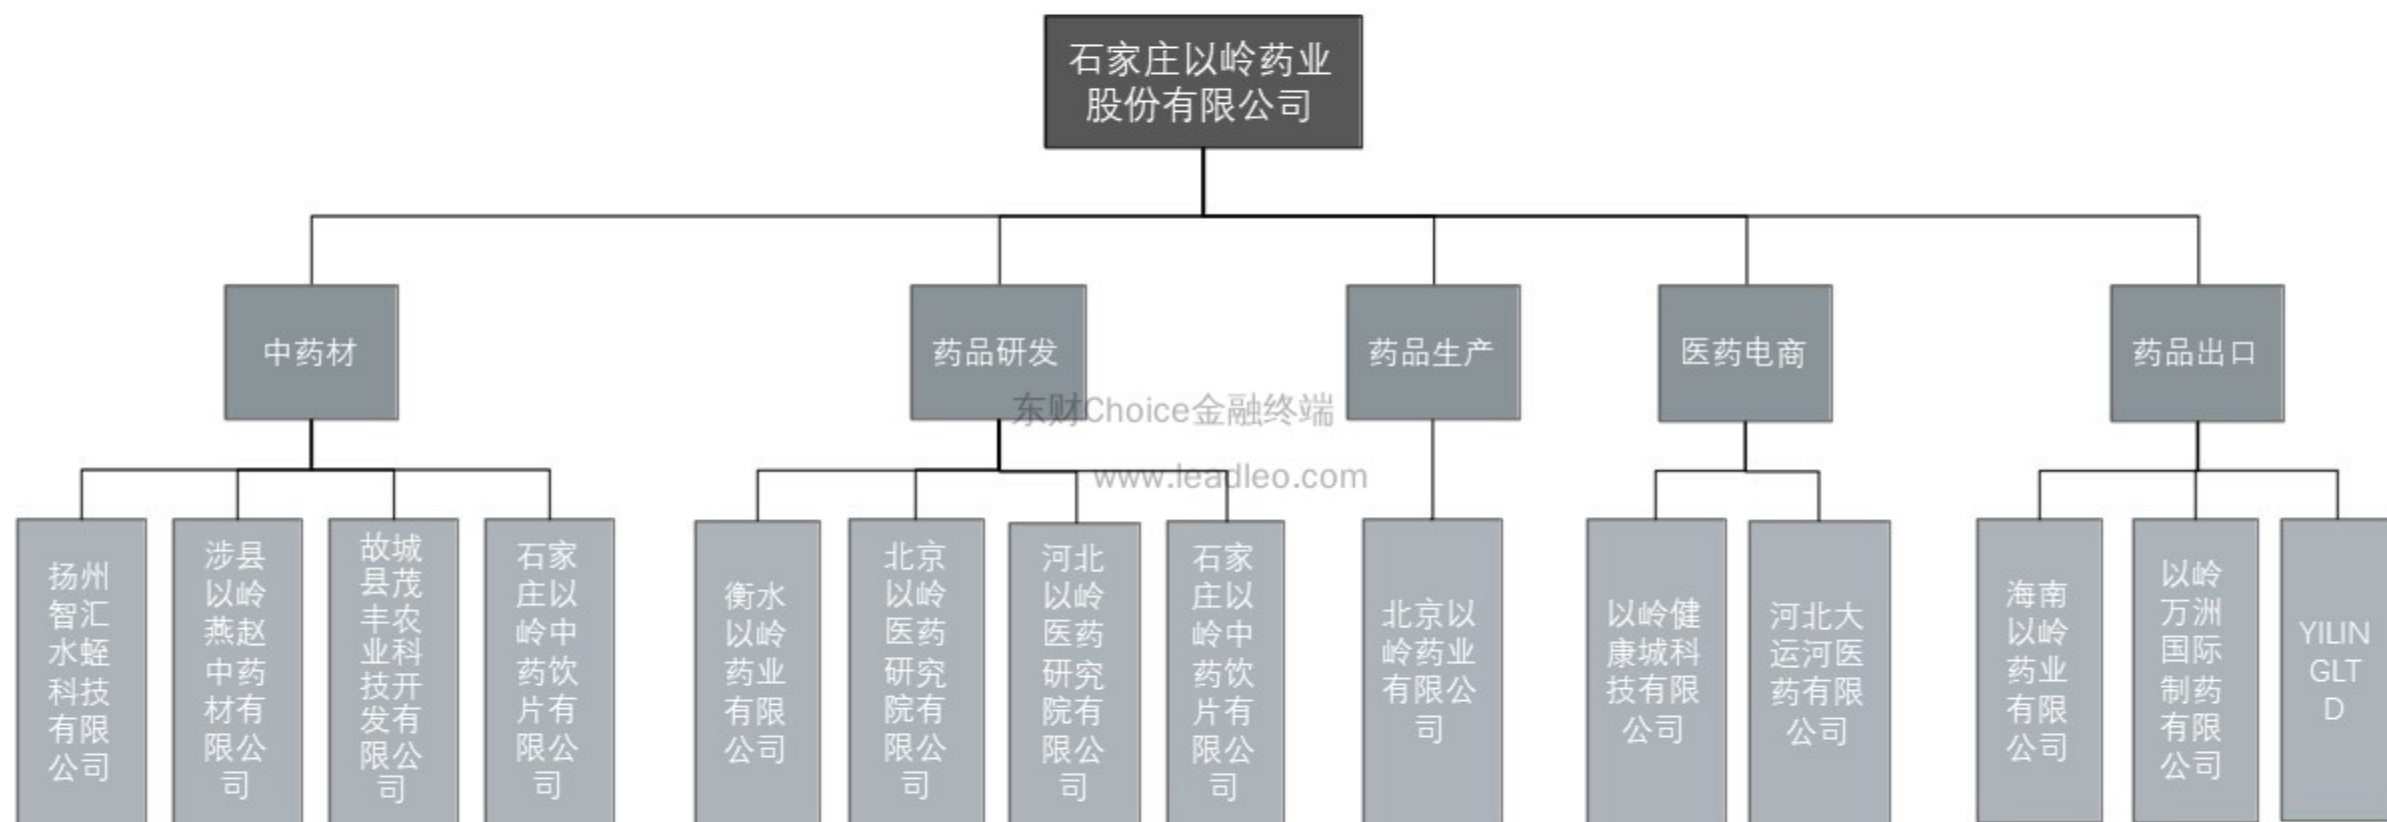 石家庄以岭药业
股份有限公司
中药材
药品研发
药品生产
医药电商
药品出口
东财Choice金融终端
www.leadleo.com
扬州
智汇
水蛭
科技
有限
公司
涉县
以岭
燕赵
中药
材有
限公
司
故城
县茂
丰农
业科
技开
发有
限公
司
石家
庄以
岭中
药饮
片有
限公
司
衡水
以岭
药业
有限
公司
北京
以岭
医药
研究
院有
限公
司
河北
以岭
医药
研究
院有
限公
司
石家
庄以
岭中
药饮
片有
限公
司
北京以
岭药业
有限公
司
以岭健
康城科
技有限
公司
河北大
运河医
药有限
公司
海南
以岭
药业
有限
公司
以岭
万洲
国际
制药
有限
公司
YILIN
GLT
D